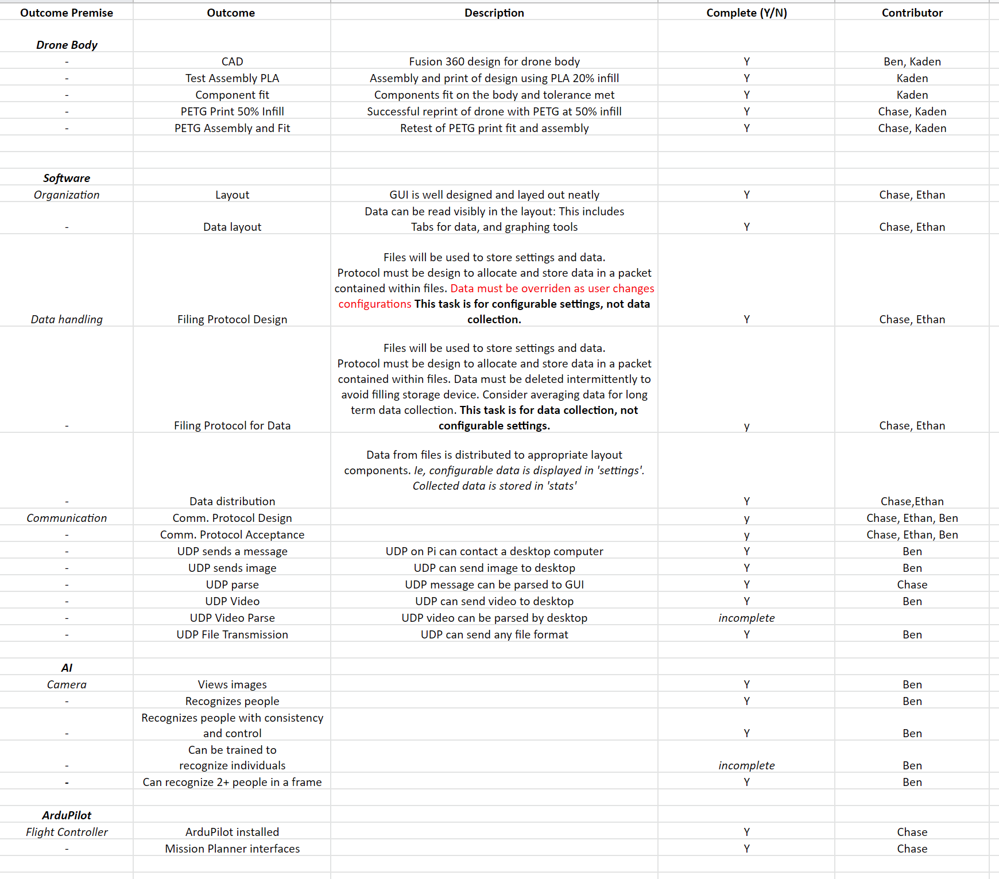 Outcome Premise Outcome Description Complete (Y/N) Contributor
Drone Body
- CAD Fusion 360 design for drone body Y Ben, Kaden
- Test Assembly PLA Assembly and print of design using PLA 20% infill Y Kaden
- Component fit Components fit on the body and tolerance met Y Kaden
- PETG Print 50% Infill Successful reprint of drone with PETG at 50% infill Y Chase, Kaden
- PETG Assembly and Fit Retest of PETG print fit and assembly Y Chase, Kaden
Software
Organization Layout GUI is well designed and layed out neatly Y Chase, Ethan
Data can be read visibly in the layout: This includes
- Data layout Tabs for data, and graphing tools Y Chase, Ethan
Files will be used to store settings and data.
Protocol must be design to allocate and store data in a packet
contained within files. Data must be overriden as user changes
configurations This task is for configurable settings, not data
Data handling Filing Protocol Design collection. Y Chase, Ethan
Files will be used to store settings and data.
Protocol must be design to allocate and store data in a packet
contained within files. Data must be deleted intermittently to
avoid filling storage device. Consider averaging data for long
term data collection. This task is for data collection, not
- Filing Protocol for Data configurable settings. y Chase, Ethan
Data from files is distributed to appropriate layout
components. Ie, configurable data is displayed in 'settings'.
Collected data is stored in 'stats'
- Data distribution Y Chase,Ethan
Communication Comm. Protocol Design y Chase, Ethan, Ben
- Comm. Protocol Acceptance y Chase, Ethan, Ben
- UDP sends a message UDP on Pi can contact a desktop computer Y Ben
- UDP sends image UDP can send image to desktop Y Ben
- UDP parse UDP message can be parsed to GUI Y Chase
- UDP Video UDP can send video to desktop Y Ben
- UDP Video Parse UDP video can be parsed by desktop incomplete
- UDP File Transmission UDP can send any file format Y Ben
AI
Camera Views images Y Ben
- Recognizes people Y Ben
Recognizes people with consistency
- and control Y Ben
Can be trained to
- recognize individuals incomplete Ben
- Can recognize 2+ people in a frame Y Ben
ArduPilot
Flight Controller ArduPilot installed Y Chase
- Mission Planner interfaces Y Chase